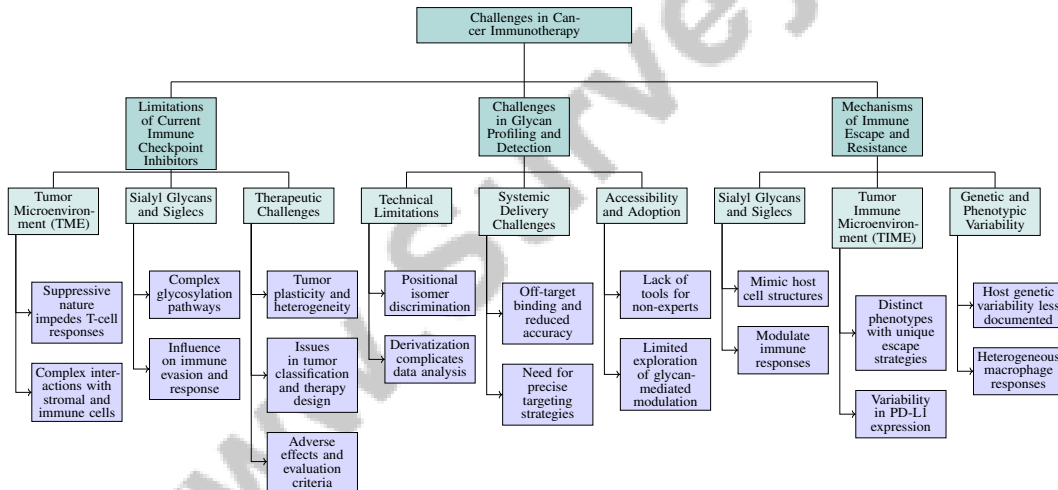 Challenges in Can-
cer Immunotherapy
Limitations
of Current
Immune
Checkpoint
Inhibitors
Challenges
in Glycan
Profiling and
Detection
Mechanisms
of Immune
Escape and
Resistance
Tumor
Microenviron-
ment (TME)
Sialyl Glycans
and Siglecs
Therapeutic
Challenges
Technical
Limitations
Systemic
Delivery
Challenges
Accessibility
and Adoption
Sialyl Glycans
and Siglecs
Tumor
Immune
Microenviron-
ment (TIME)
Genetic and
Phenotypic
Variability
Suppressive
nature
impedes T-cell
responses
Complex inter-
actions with
stromal and
immune cells
Complex
glycosylation
pathways
Influence
on immune
evasion and
response
Tumor
plasticity and
heterogeneity
Issues
in tumor
classification
and therapy
design
Adverse
effects and
evaluation
criteria
Positional
isomer
discrimination
Derivatization
complicates
data analysis
Off-target
binding and
reduced
accuracy
Need for
precise
targeting
strategies
Lack of
tools for
non-experts
Limited
exploration
of glycan-
mediated
modulation
Mimic host
cell structures
Modulate
immune
responses
Distinct
phenotypes
with unique
escape
strategies
Variability
in PD-L1
expression
Host genetic
variability less
documented
Heterogeneous
macrophage
responses
www.Survey